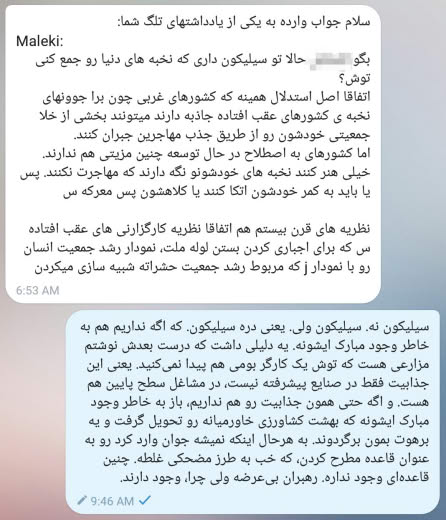 سلام جواب وارده به یکی از یادداشتهای تلگ شما:
Maleki:
بگو حالا تو سیلیکون داری که نخبه های دنیا رو جمع کنی
توش؟
اتفاقا اصل استدلال همینه که کشورهای غربی چون برا جوونهای
نخبه ی کشورهای عقب افتاده جاذبه دارند میتونند بخشی از خلا
جمعیتی خودشون رو از طریق جذب مهاجرین جبران کنند.
اما کشورهای به اصطلاح در حال توسعه چنین مزیتی هم ندارند.
خیلی هنر کنند نخبه های خودشونو نگه دارند که مهاجرت نکنند. پس
یا باید به کمر خودشون اتکا کنند یا کلاهشون پس معرکه س
نظریه های قرن بیستم هم اتفاقا نظریه کارگزارنی های عقب افتاده
س که برای اجباری کردن بستن لوله ملت، نمودار رشد جمعیت انسان
رو با نمودار j که مربوط رشد جمعیت حشراته شبیه سازی میکردن
6:53 AM
سیلیکون نه. سیلیکون ولی. یعنی دره سیلیکون. که اگه نداریم هم به
خاطر وجود مبارک ایشونه. یه دلیلی داشت که درست بعدش نوشتم
مزارعی هست که توش یک کارگر بومی هم پیدا نمی‌کنید. یعنی این
جذابیت فقط در صنایع پیشرفته نیست، در مشاغل سطح پایین هم
هست. و اگه حتی همون جذابیت رو هم نداریم، باز به خاطر وجود
مبارک ایشونه که بهشت کشاورزی خاورمیانه رو تحویل گرفت و یه
برهوت بمون برگردوند. به هرحال اینکه نمیشه جوان وارد کرد رو به
عنوان قاعده مطرح کردن، که خب به طرز مضحکی غلطه. چنین
قاعده‌ای وجود نداره. رهبران بی‌عرضه ولی چرا، وجود دارند.
9:46 AM